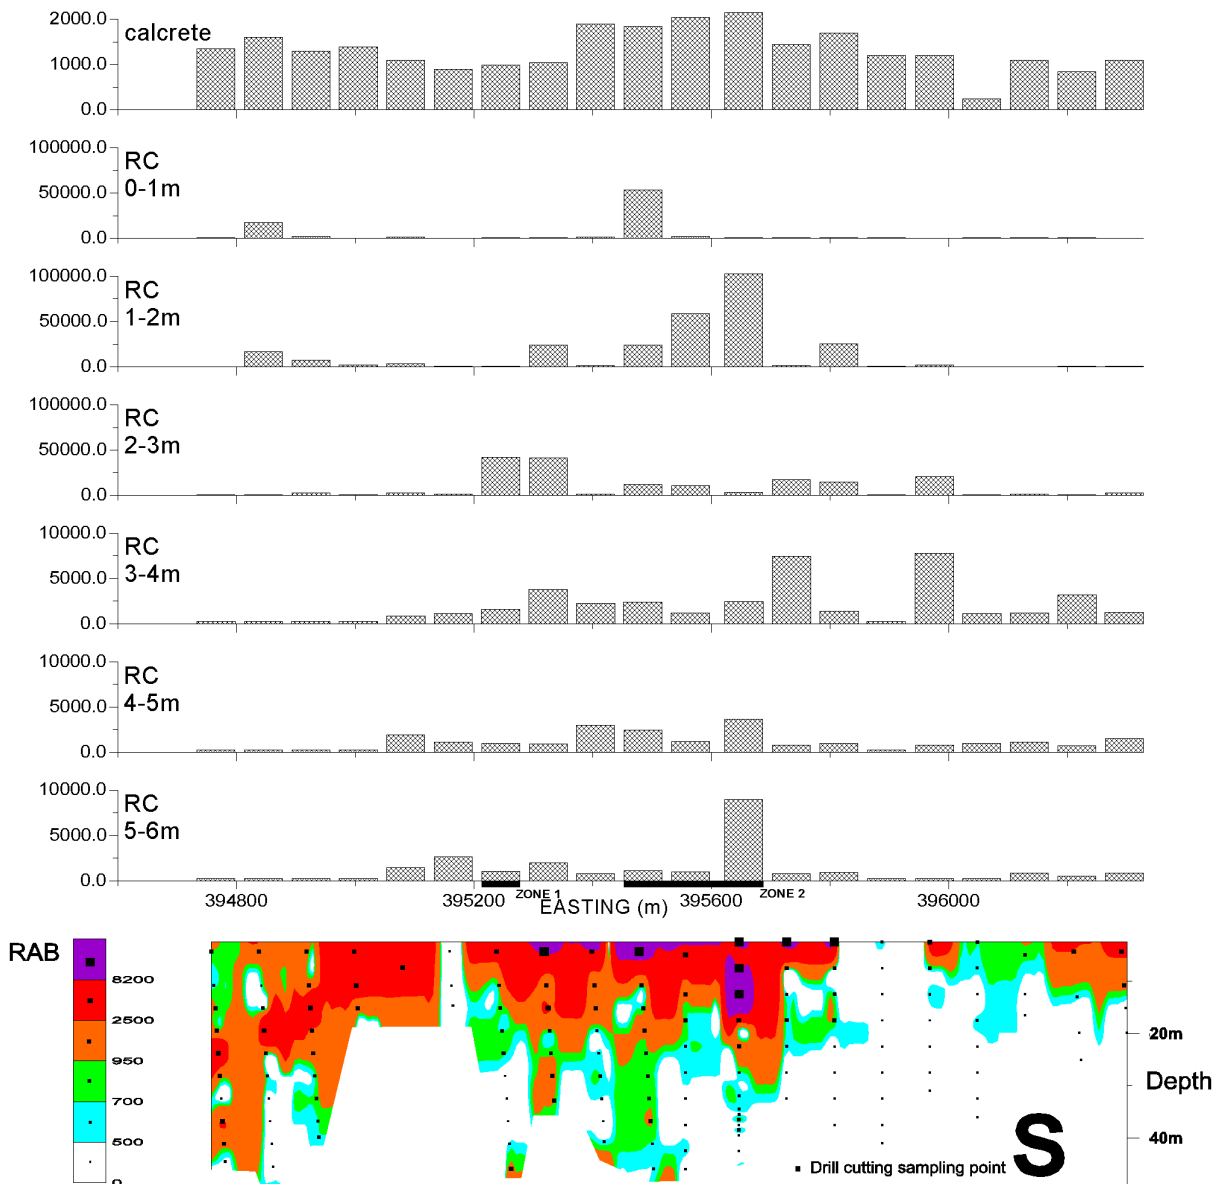 2000.0
calcrete
1000.0
0.0
100000.0
RC
0-1m
50000.0
0.0
100000.0
RC
1-2m
50000.0
0.0
100000.0
RC
2-3m
50000.0
0.0
10000.0
RC
3-4m
5000.0
0.0
10000.0
RC
4-5m
5000.0
0.0
10000.0
RC
5-6m
5000.0
0.0
ZONE 1
ZONE 2
394800
395200
395600
396000
EASTING (m)
RAB
8200
2500
950
700
500
0
20m
Depth
40m
Drill cutting sampling point
S